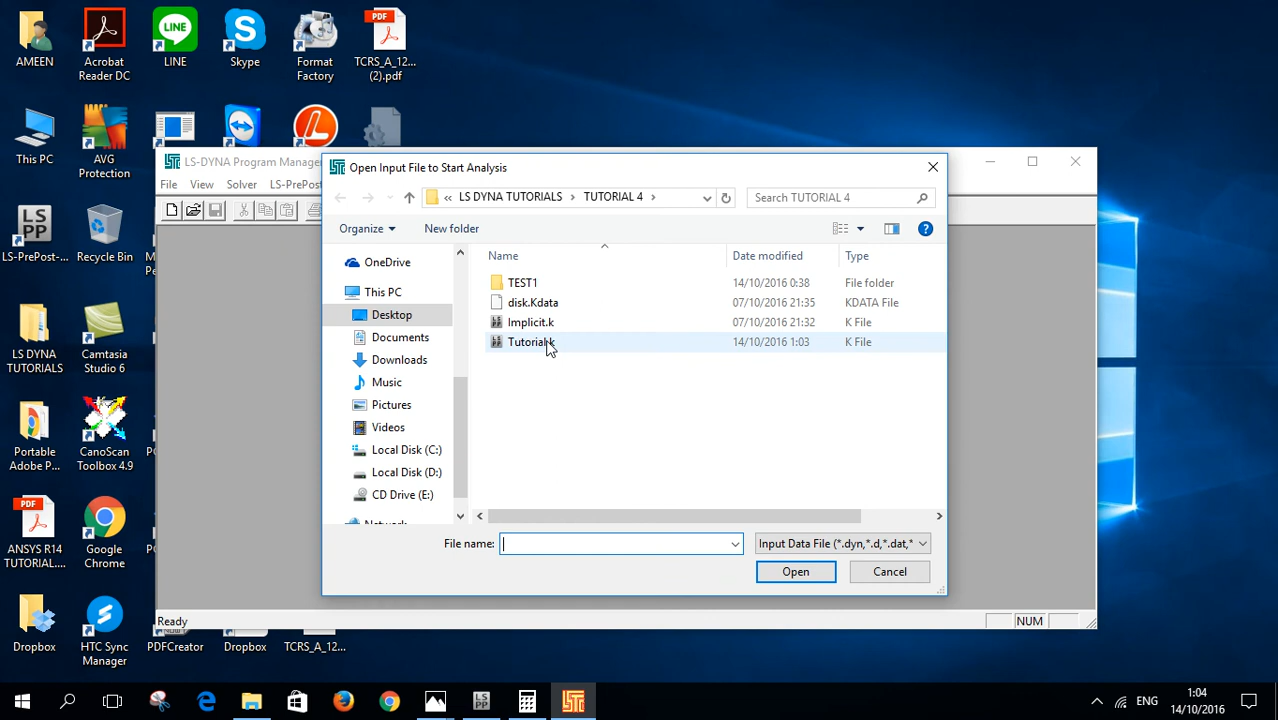 AMEEN
Acrobat
Reader DC
LINE
Skype
Format
Factory
PDF
TCRS_A_12...
(2).pdf
This PC
AVG
Protection
LS-DYNA Program Manager
File View Solver LS-PrePost
Open Input File to Start Analysis
« LS DYNA TUTORIALS > TUTORIAL 4 >
Search TUTORIAL 4
Organize
New folder
LS
PP
LS-PrePost-...
Recycle Bin
OneDrive
This PC
Desktop
Documents
Downloads
Music
Pictures
Videos
Local Disk (C:)
Local Disk (D:)
CD Drive (E:)
Network
Name Date modified Type
TEST1 14/10/2016 0:38 File folder
disk.Kdata 07/10/2016 21:35 KDATA File
Implicit.k 07/10/2016 21:32 K File
Tutorial.k 14/10/2016 1:03 K File
File name:
Input Data File (*.dyn,*.d,*.dat,*
Open
Cancel
LS DYNA
TUTORIALS
Camtasia
Studio 6
Portable
Adobe P...
CanoScan
Toolbox 4.9
PDF
ANSYS R14
TUTORIAL....
Google
Chrome
Ready
NUM
Dropbox
HTC Sync
Manager
PDFCreator
Dropbox
TCRS_A_12...
LS
PP
ENG
1:04
14/10/2016